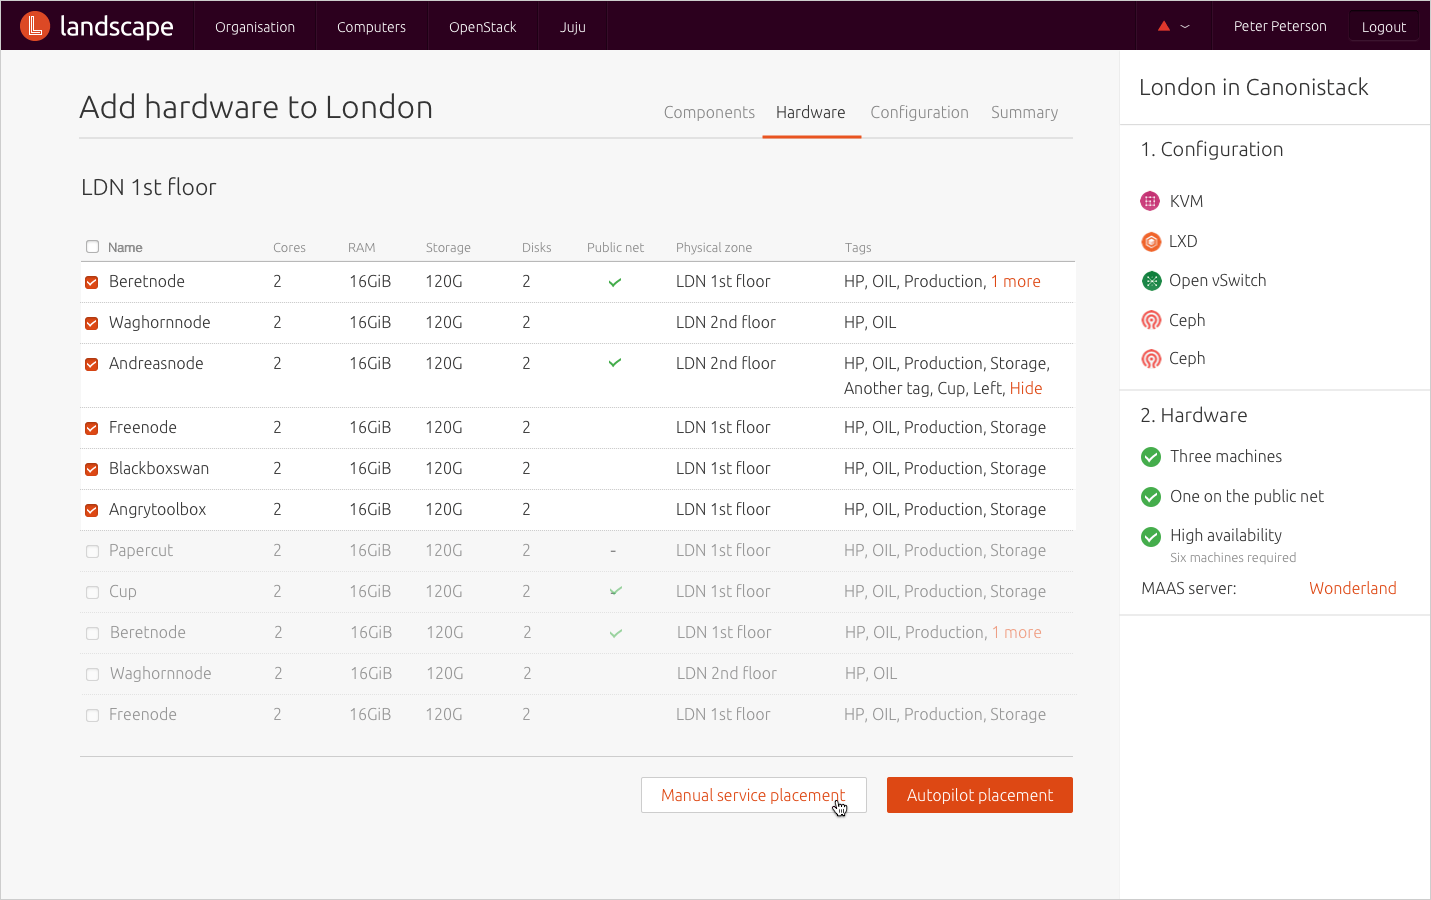 landscape Organisation Computers OpenStack Juju Peter Peterson Logout
Add hardware to London
Components Hardware Configuration Summary
LDN 1st floor
Name Cores RAM Storage Disks Public net Physical zone Tags
Beretnode 2 16GiB 120G 2 LDN 1st floor HP, OIL, Production, 1 more
Waghornnode 2 16GiB 120G 2 LDN 2nd floor HP, OIL
Andreasnode 2 16GiB 120G 2 LDN 2nd floor HP, OIL, Production, Storage,
Another tag, Cup, Left, Hide
Freenode 2 16GiB 120G 2 LDN 1st floor HP, OIL, Production, Storage
Blackboxswan 2 16GiB 120G 2 LDN 1st floor HP, OIL, Production, Storage
Angrytoolbox 2 16GiB 120G 2 LDN 1st floor HP, OIL, Production, Storage
Papercut 2 16GiB 120G 2 - LDN 1st floor HP, OIL, Production, Storage
Cup 2 16GiB 120G 2 LDN 1st floor HP, OIL, Production, Storage
Beretnode 2 16GiB 120G 2 LDN 1st floor HP, OIL, Production, 1 more
Waghornnode 2 16GiB 120G 2 LDN 2nd floor HP, OIL
Freenode 2 16GiB 120G 2 LDN 1st floor HP, OIL, Production, Storage
Manual service placement Autopilot placement
London in Canonistack
1. Configuration
KVM
LXD
Open vSwitch
Ceph
Ceph
2. Hardware
Three machines
One on the public net
High availability
Six machines required
MAAS server: Wonderland